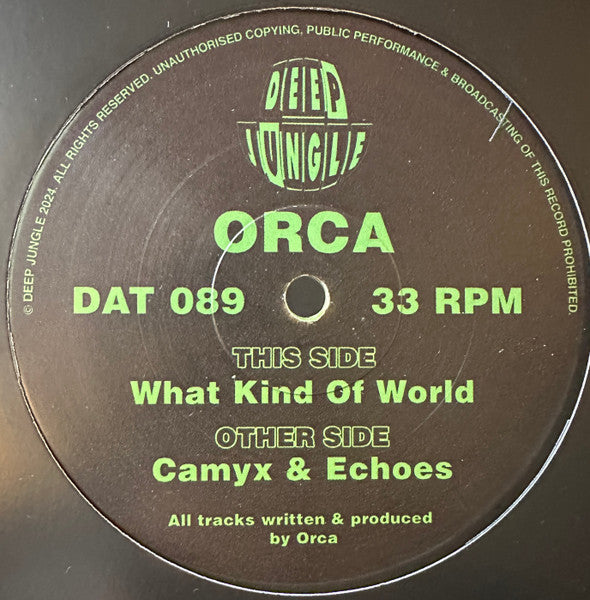 © DEEP JUNGLE 2024. ALL RIGHTS RESERVED. UNAUTHORISED COPYING, PUBLIC PERFORMANCE & BROADCASTING OF THIS RECORD PROHIBITED.
DEEP
JUNGLE
ORCA
DAT 089 33 RPM
THIS SIDE
What Kind Of World
OTHER SIDE
Camyx & Echoes
All tracks written & produced
by Orca